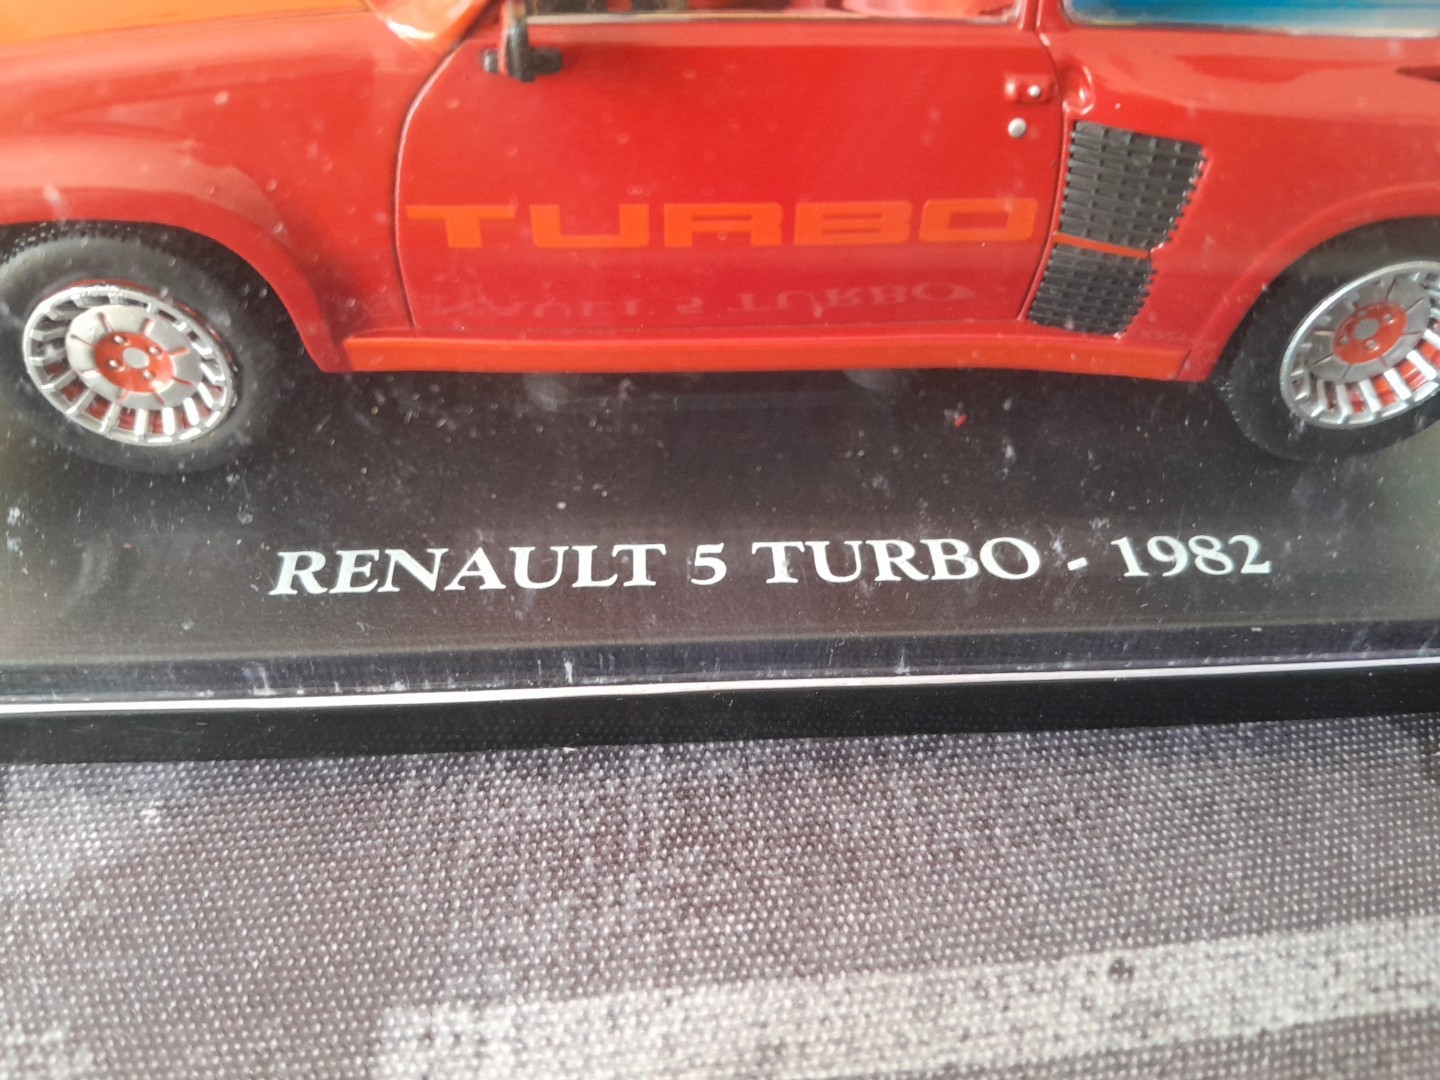 TURBO
RENAULT 5 TURBO - 1982